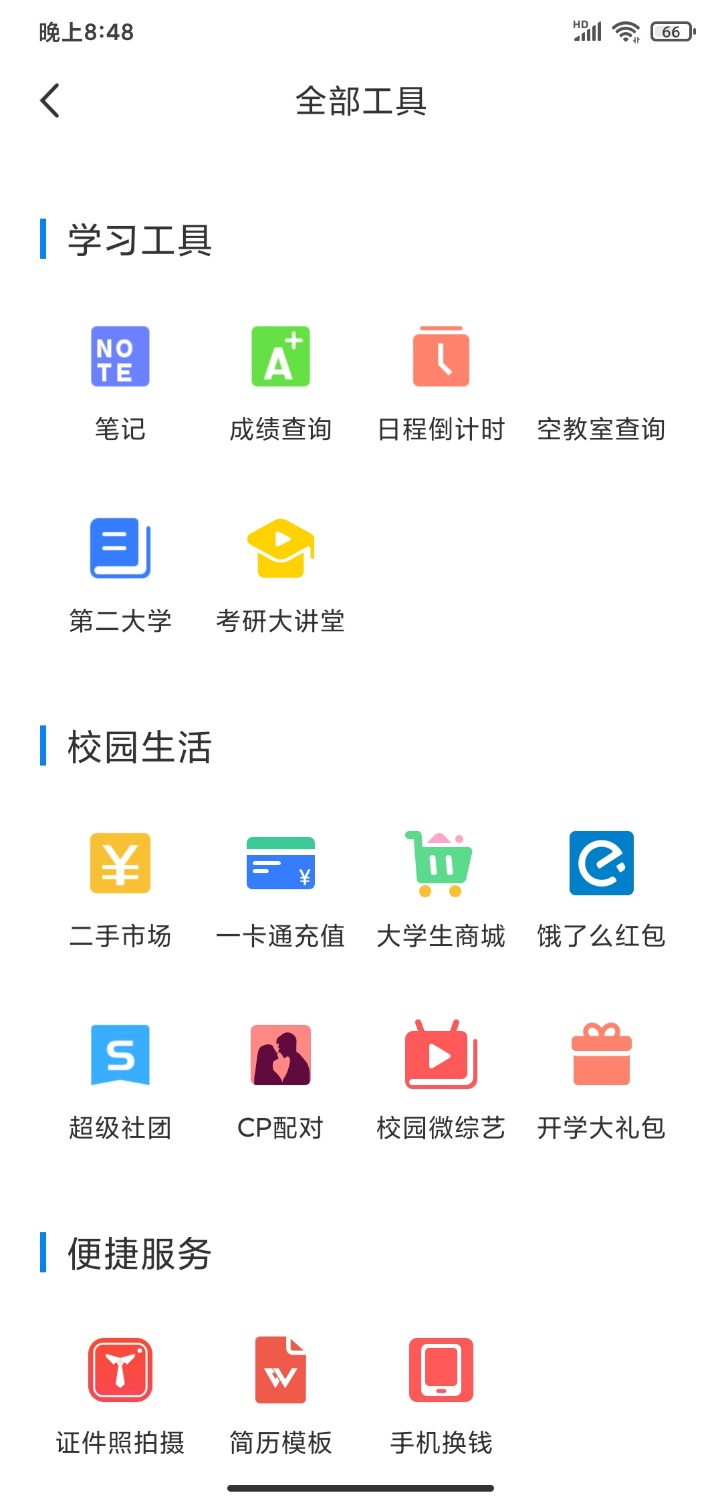 晚上8:48
HD
66
全部工具
学习工具
NO
TE
A+
笔记
成绩查询
日程倒计时
空教室查询
第二大学
考研大讲堂
校园生活
¥
¥
二手市场
一卡通充值
大学生商城
饿了么红包
S
超级社团
CP配对
校园微综艺
开学大礼包
便捷服务
W
证件照拍摄
简历模板
手机换钱